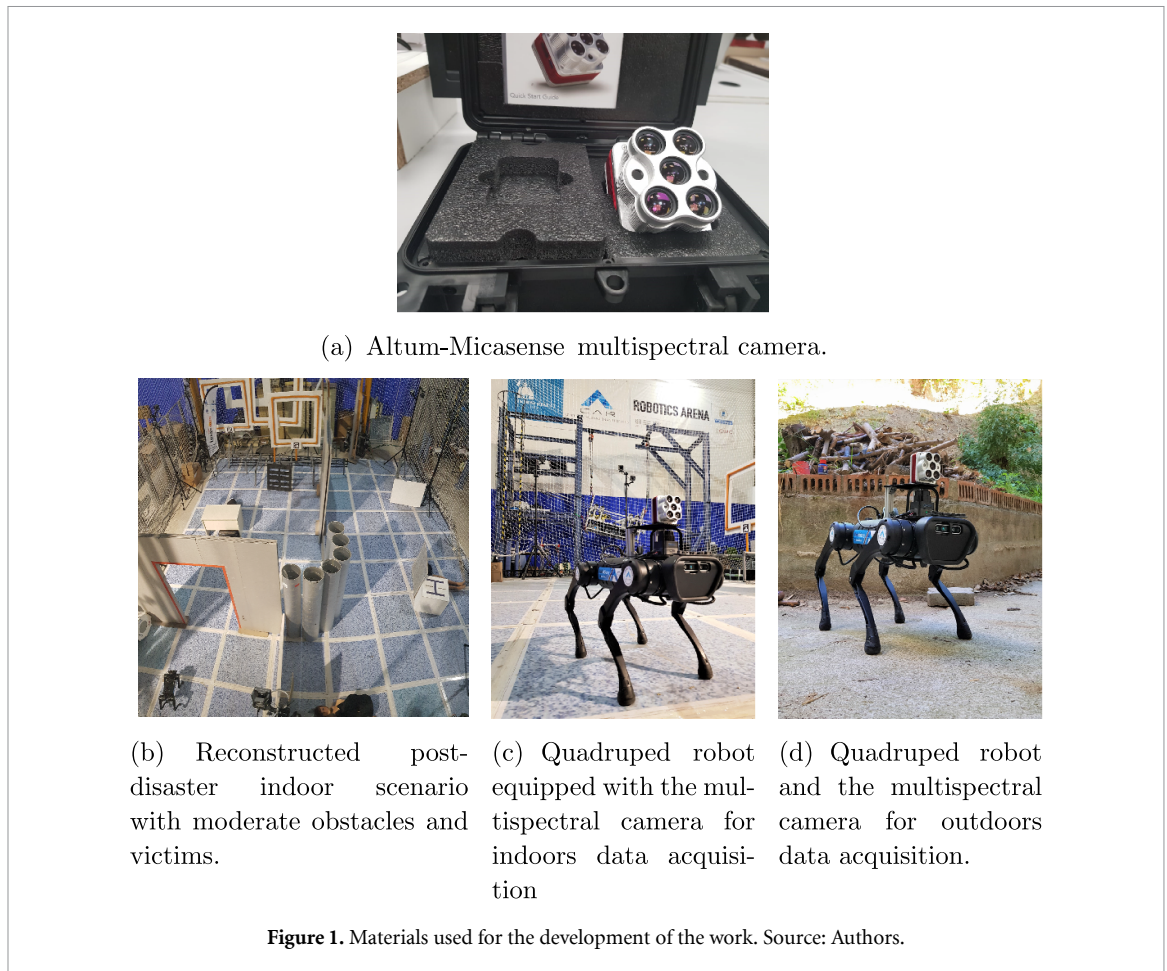 Quick Start Guide
(a) Altum-Micasense multispectral camera.
CAR
ROBOTICS ARENA
(b) Reconstructed post-
disaster indoor scenario
with moderate obstacles and
victims.
(c) Quadruped robot
equipped with the mul-
tispectral camera for
indoors data acquisi-
tion
(d) Quadruped robot
and the multispectral
camera for outdoors
data acquisition.
Figure 1. Materials used for the development of the work. Source: Authors.